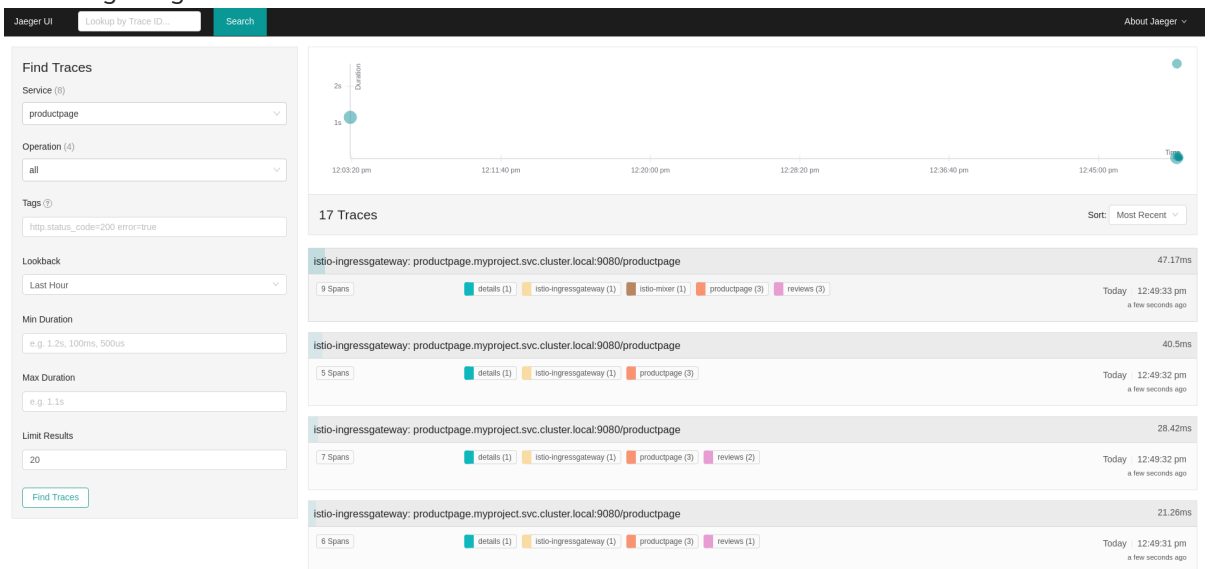 Jaeger UI Lookup by Trace ID... Search About Jaeger
Find Traces
Service (8)
productpage
Operation (4)
all
Tags
http.status_code=200 error=true
Lookback
Last Hour
Min Duration
e.g. 1.2s, 100ms, 500us
Max Duration
e.g. 1.1s
Limit Results
20
Find Traces
Duration
2s
1s
Time
12:03:20 pm 12:11:40 pm 12:20:00 pm 12:28:20 pm 12:36:40 pm 12:45:00 pm
17 Traces Sort: Most Recent
istio-ingressgateway: productpage.myproject.svc.cluster.local:9080/productpage 47.17ms
9 Spans details (1) istio-ingressgateway (1) istio-mixer (1) productpage (3) reviews (3) Today 12:49:33 pm
a few seconds ago
istio-ingressgateway: productpage.myproject.svc.cluster.local:9080/productpage 40.5ms
5 Spans details (1) istio-ingressgateway (1) productpage (3) Today 12:49:32 pm
a few seconds ago
istio-ingressgateway: productpage.myproject.svc.cluster.local:9080/productpage 28.42ms
7 Spans details (1) istio-ingressgateway (1) productpage (3) reviews (2) Today 12:49:32 pm
a few seconds ago
istio-ingressgateway: productpage.myproject.svc.cluster.local:9080/productpage 21.26ms
6 Spans details (1) istio-ingressgateway (1) productpage (3) reviews (1) Today 12:49:31 pm
a few seconds ago